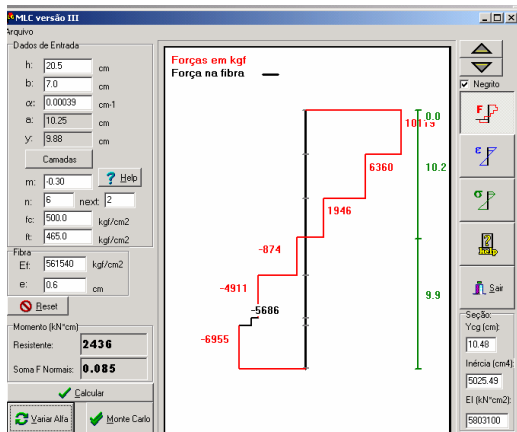 MLC versão III
Arquivo
Dados de Entrada
h: 20.5 cm
b: 7.0 cm
α: 0.00039 cm-1
a: 10.25 cm
y: 9.88 cm
Camadas
m: -0.30 ? Help
n: 6 next 2
fc: 500.0 kgf/cm2
ft: 465.0 kgf/cm2
Fibra
Ef: 561540 kgf/cm2
e: 0.6 cm
Reset
Momento (kN*cm)
Resistente: 2436
Soma F Normais: 0.085
Calcular
Variar Alfa
Monte Carlo
Forças em kgf
Força na fibra
0.0
6360
10.2
1946
-874
-4911
-5686
9.9
-6955
Negrito
F
ε
σ
Help
Sair
Seção:
Ycg (cm):
10.48
Inércia (cm4):
5025.49
EI (kN*cm2):
5803100